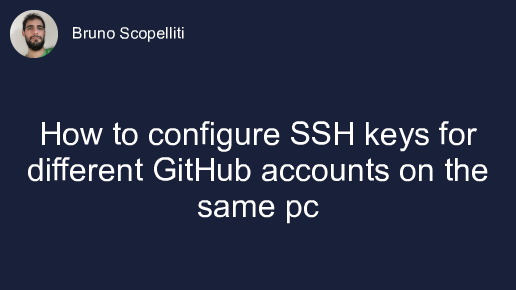 Bruno Scopelliti
How to configure SSH keys for
different GitHub accounts on the
same pc